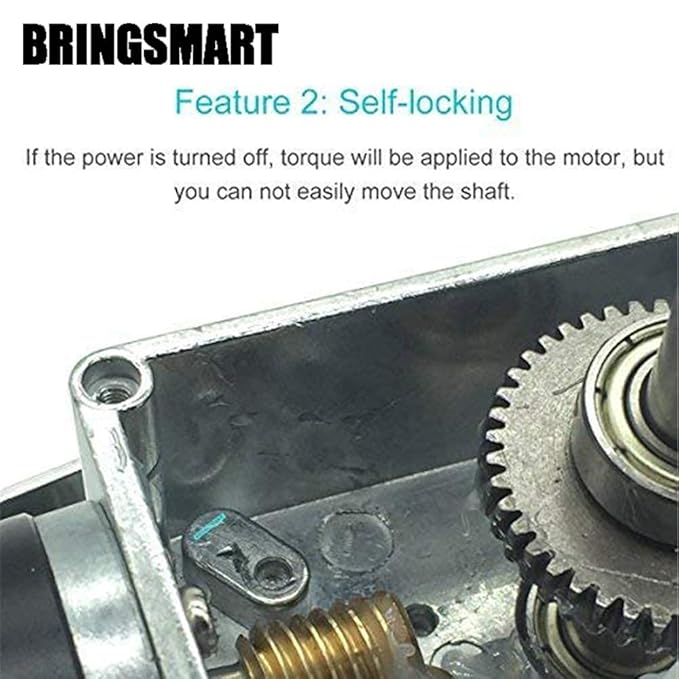 BRINGSMART
Feature 2: Self-locking
If the power is turned off, torque will be applied to the motor, but
you can not easily move the shaft.